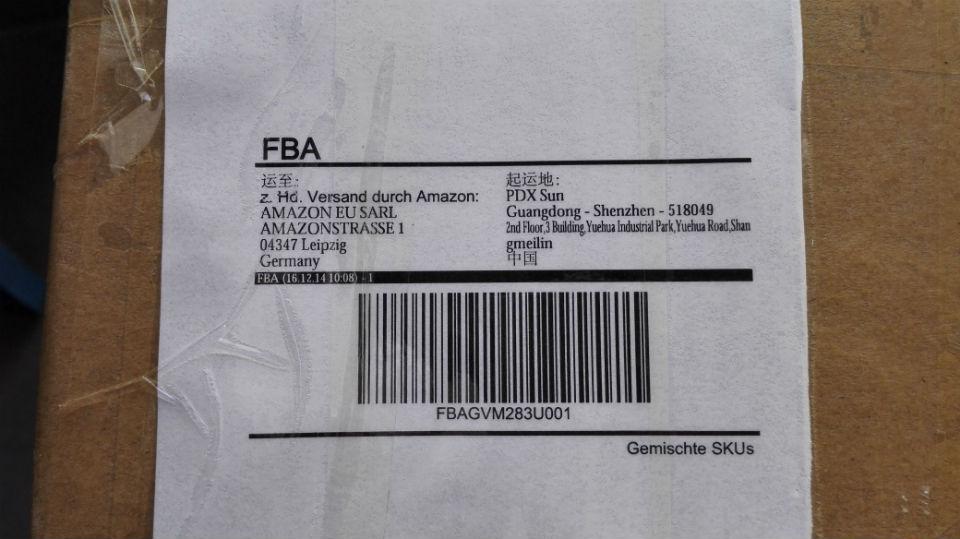 FBA
运至:
z. Hd. Versand durch Amazon:
AMAZON EU SARL
AMAZONSTRASSE 1
04347 Leipzig
Germany
起运地:
PDX Sun
Guangdong - Shenzhen - 518049
2nd Floor,3 Building,Yuehua Industrial Park,Yuehua Road,Shan
gmeilin
中国
FBA (16.12.14 10:08) - 1
FBAGVM283U001
Gemischte SKUs